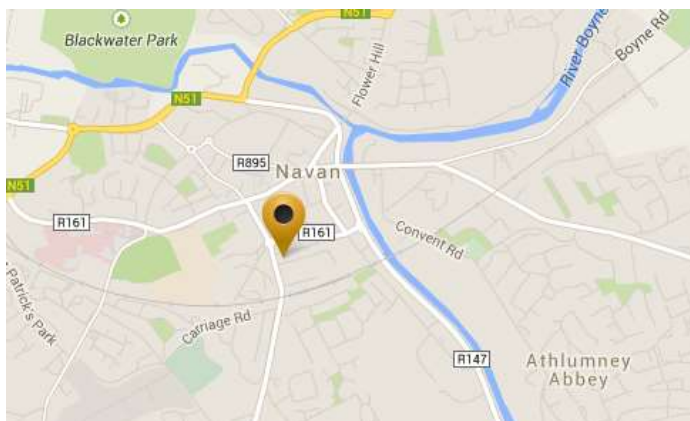 N51
Blackwater Park
Flower Hill
River Boyne
Boyne Rd
N51
R895
Navan
N51
R161
R161
Convent Rd
Patrick's Park
Carriage Rd
R147
Athlumney
Abbey